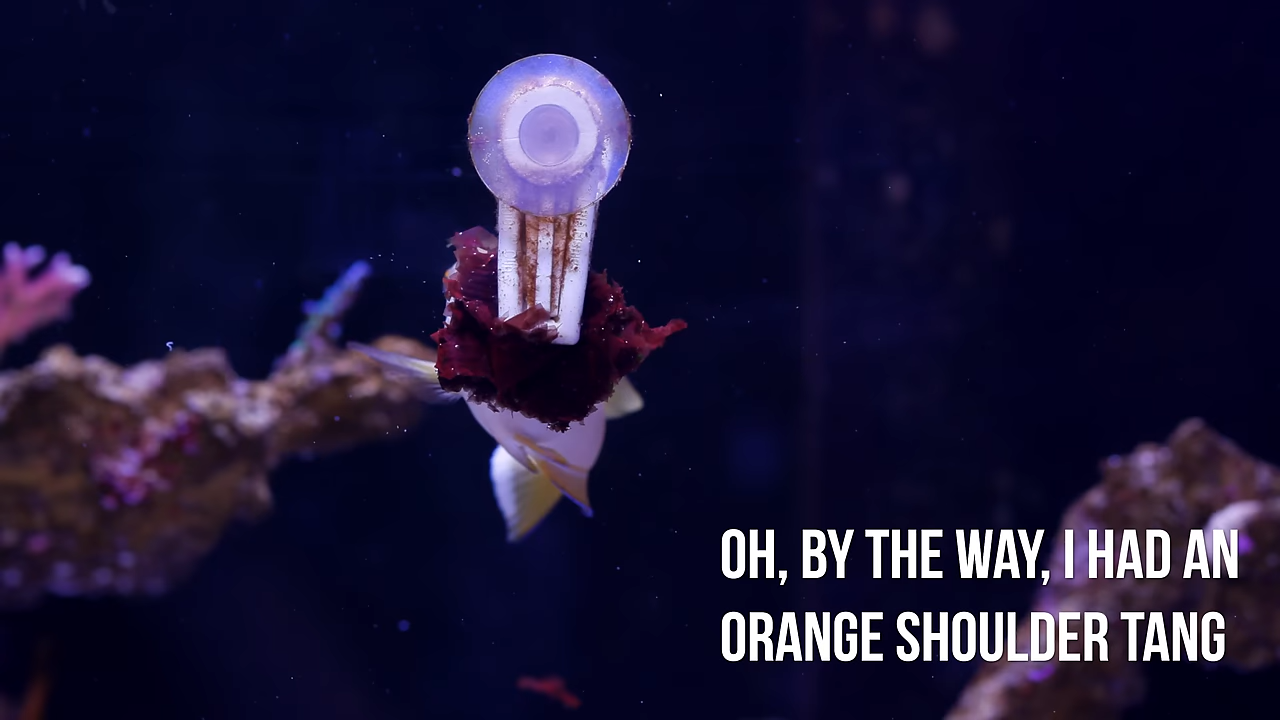 OH, BY THE WAY, I HAD AN
ORANGE SHOULDER TANG